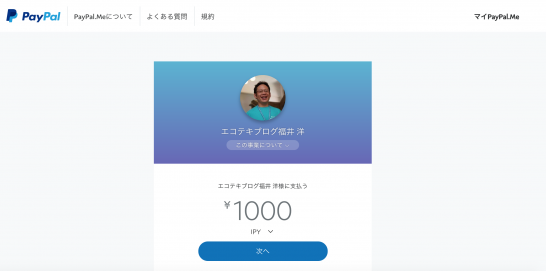 PayPal
PayPal.Meについて
よくある質問
規約
マイPayPal.Me
エコテキブログ福井 洋
この事業について
エコテキブログ福井 洋様に支払う
¥1000
JPY
次へ